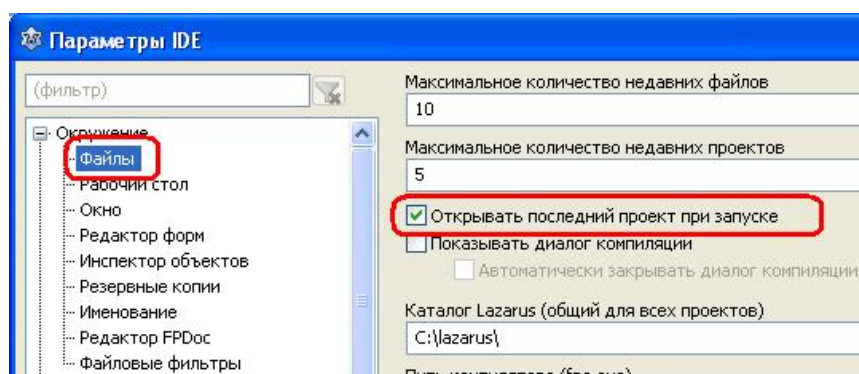 Параметры IDE
(фильтр)
Окружение
Файлы
Рабочий стол
Окно
Редактор форм
Инспектор объектов
Резервные копии
Именование
Редактор FPDoc
Файловые фильтры
Максимальное количество недавних файлов
10
Максимальное количество недавних проектов
5
Открывать последний проект при запуске
Показывать диалог компиляции
Автоматически закрывать диалог компиляции
Каталог Lazarus (общий для всех проектов)
C:\lazarus\